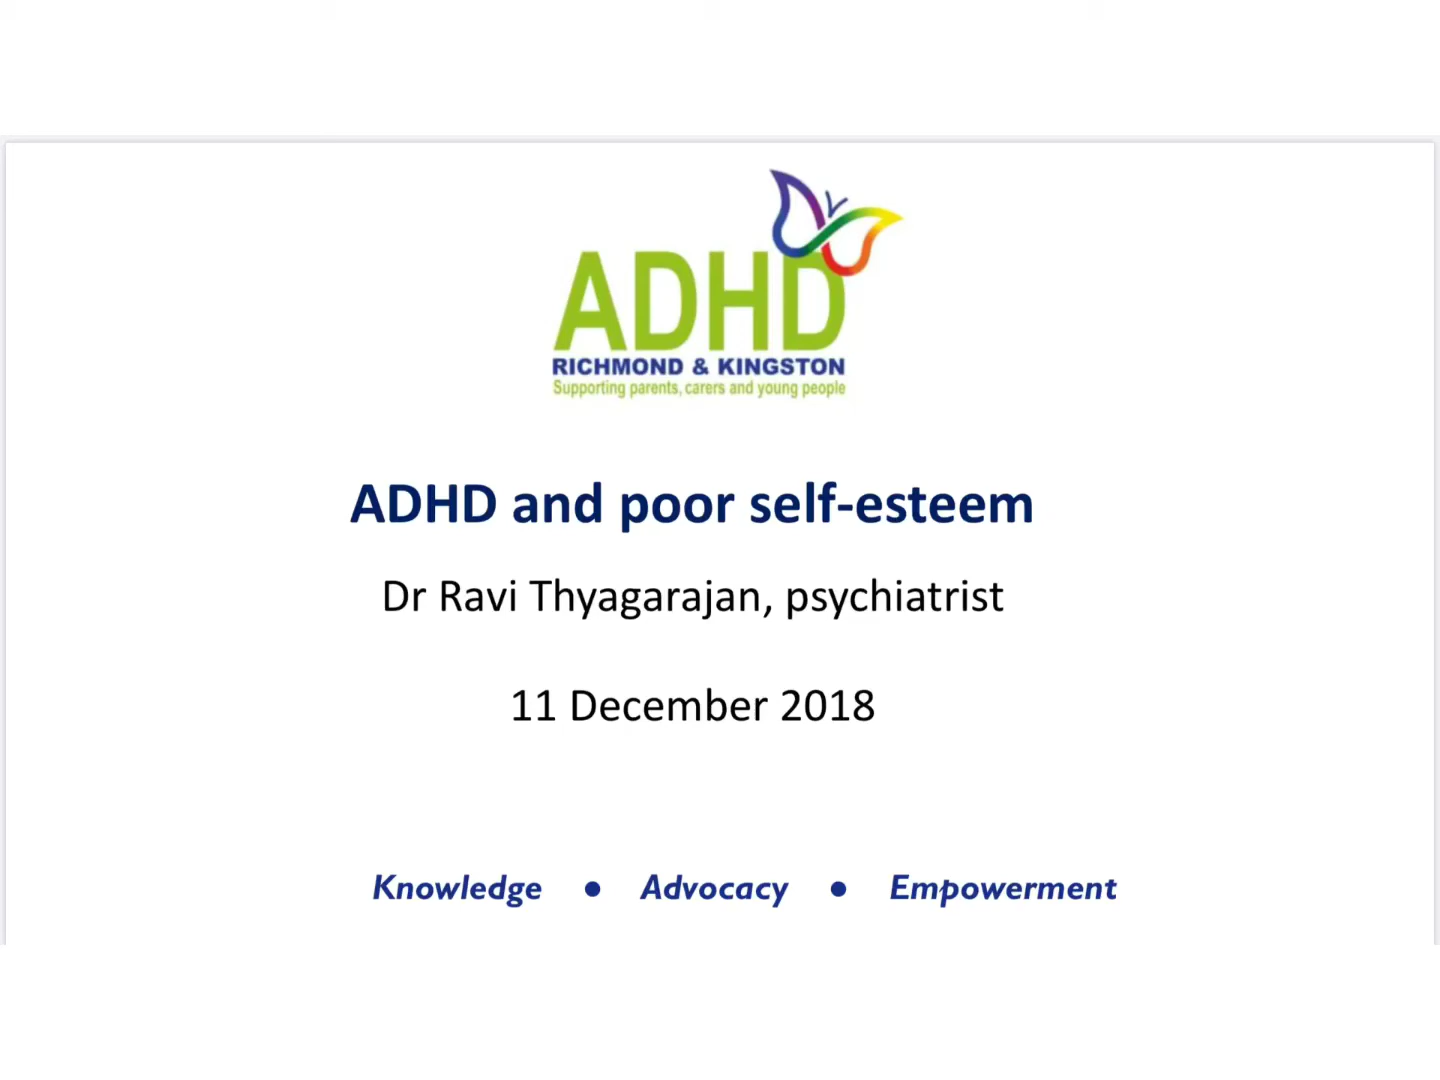 ADHD
RICHMOND & KINGSTON
Supporting parents, carers and young people
ADHD and poor self-esteem
Dr Ravi Thyagarajan, psychiatrist
11 December 2018
Knowledge • Advocacy • Empowerment